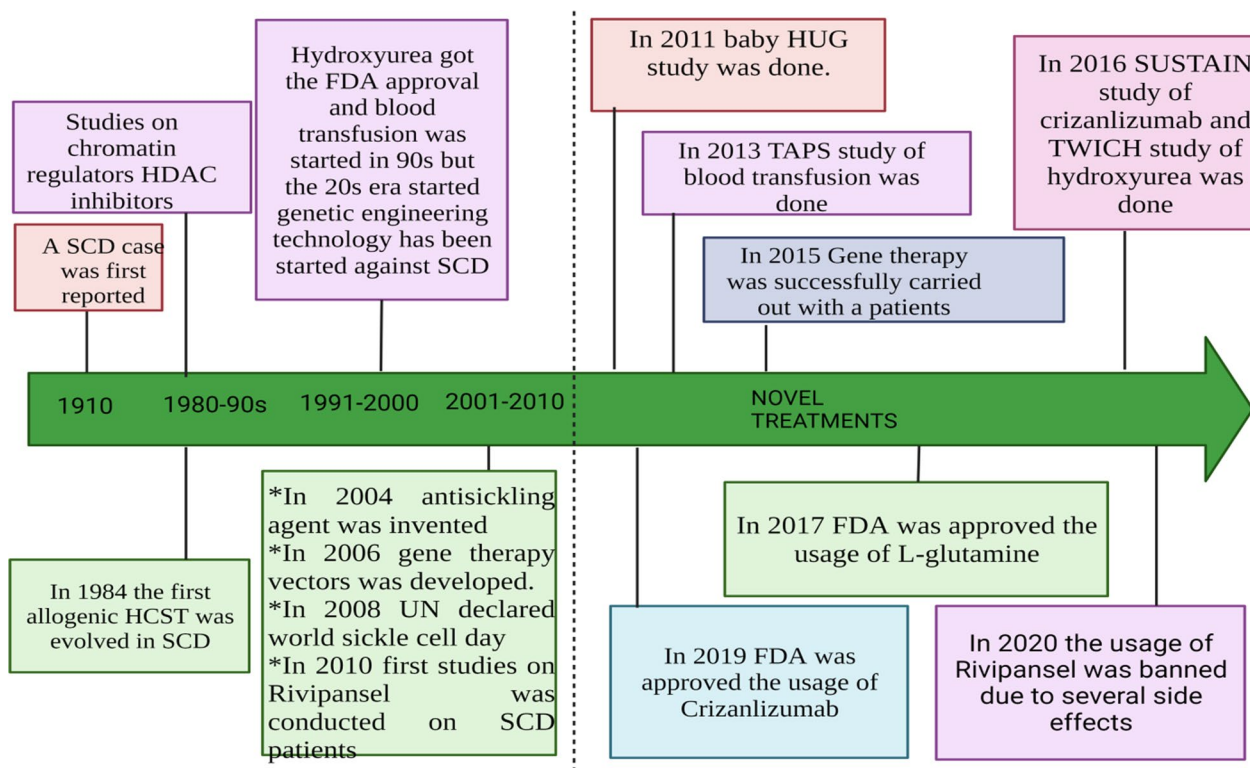 Studies on
chromatin
regulators HDAC
inhibitors
A SCD case
was first
reported
Hydroxyurea got
the FDA approval
and blood
transfusion was
started in 90s but
the 20s era started
genetic engineering
technology has been
started against SCD
In 2011 baby HUG
study was done.
In 2013 TAPS study of
blood transfusion was
done
In 2015 Gene therapy
was successfully carried
out with a patients
In 2016 SUSTAIN
study of
crizanlizumab and
TWICH study of
hydroxyurea was
done
1910
1980-90s
1991-2000
2001-2010
NOVEL
TREATMENTS
In 1984 the first
allogenic HCST was
evolved in SCD
*In 2004 antisickling
agent was invented
*In 2006 gene therapy
vectors was developed.
*In 2008 UN declared
world sickle cell day
*In 2010 first studies on
Rivipansel was
conducted on SCD
patients
In 2017 FDA was approved the
usage of L-glutamine
In 2019 FDA was
approved the usage of
Crizanlizumab
In 2020 the usage of
Rivipansel was banned
due to several side
effects